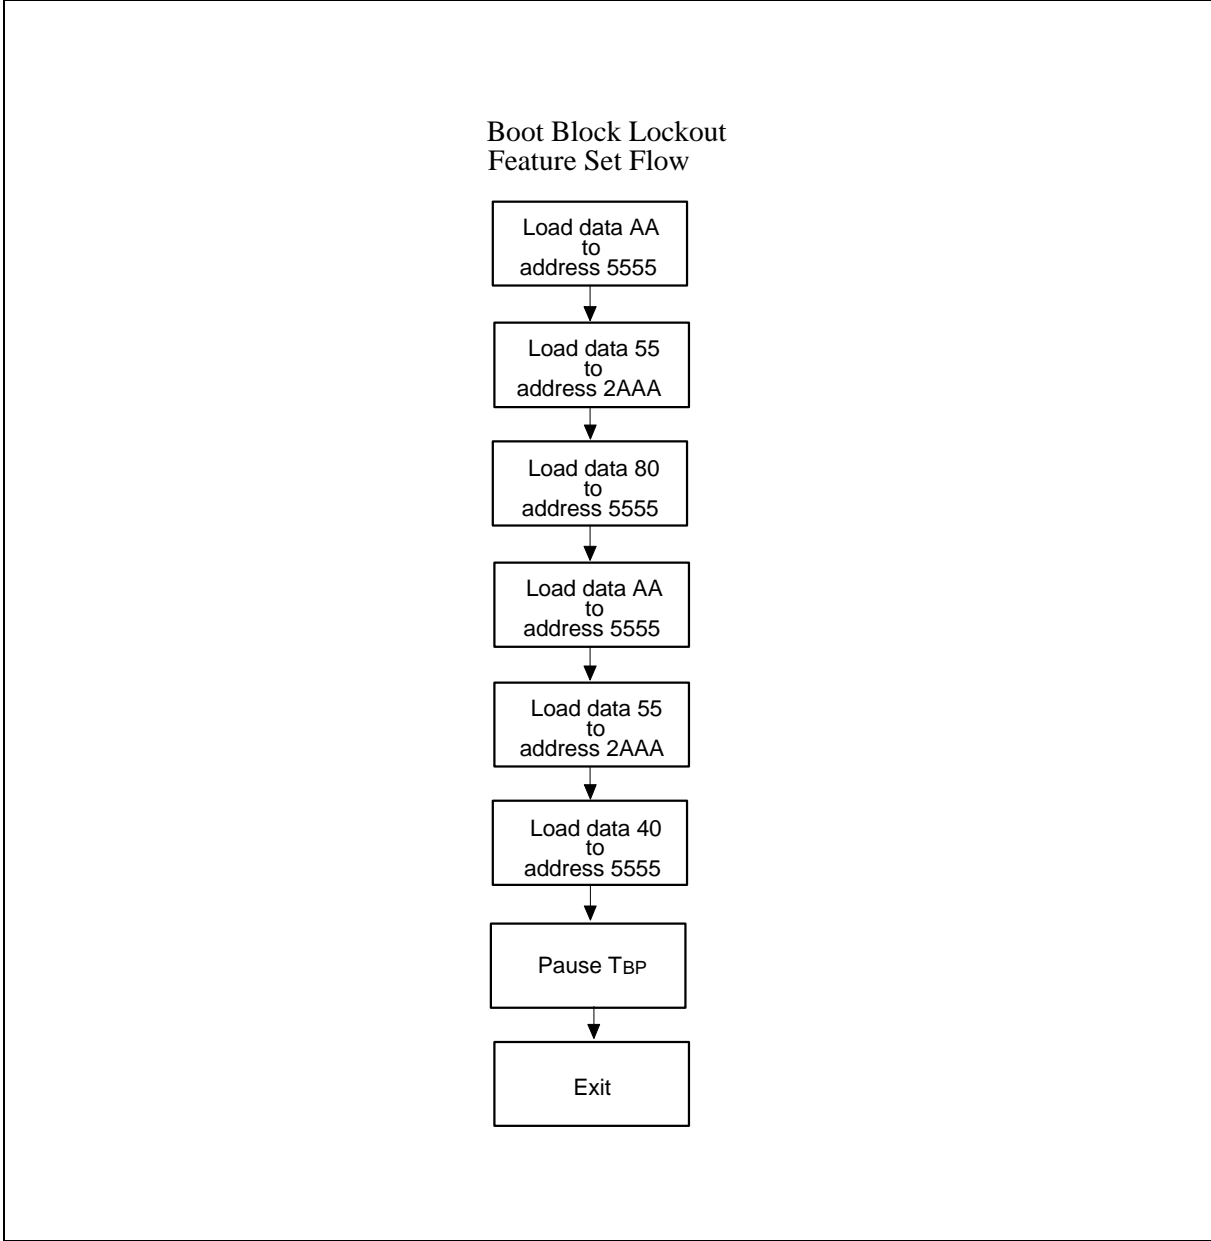 Boot Block Lockout
Feature Set Flow
Load data AA
to
address 5555
Load data 55
to
address 2AAA
Load data 80
to
address 5555
Load data AA
to
address 5555
Load data 55
to
address 2AAA
Load data 40
to
address 5555
Pause TBP
Exit